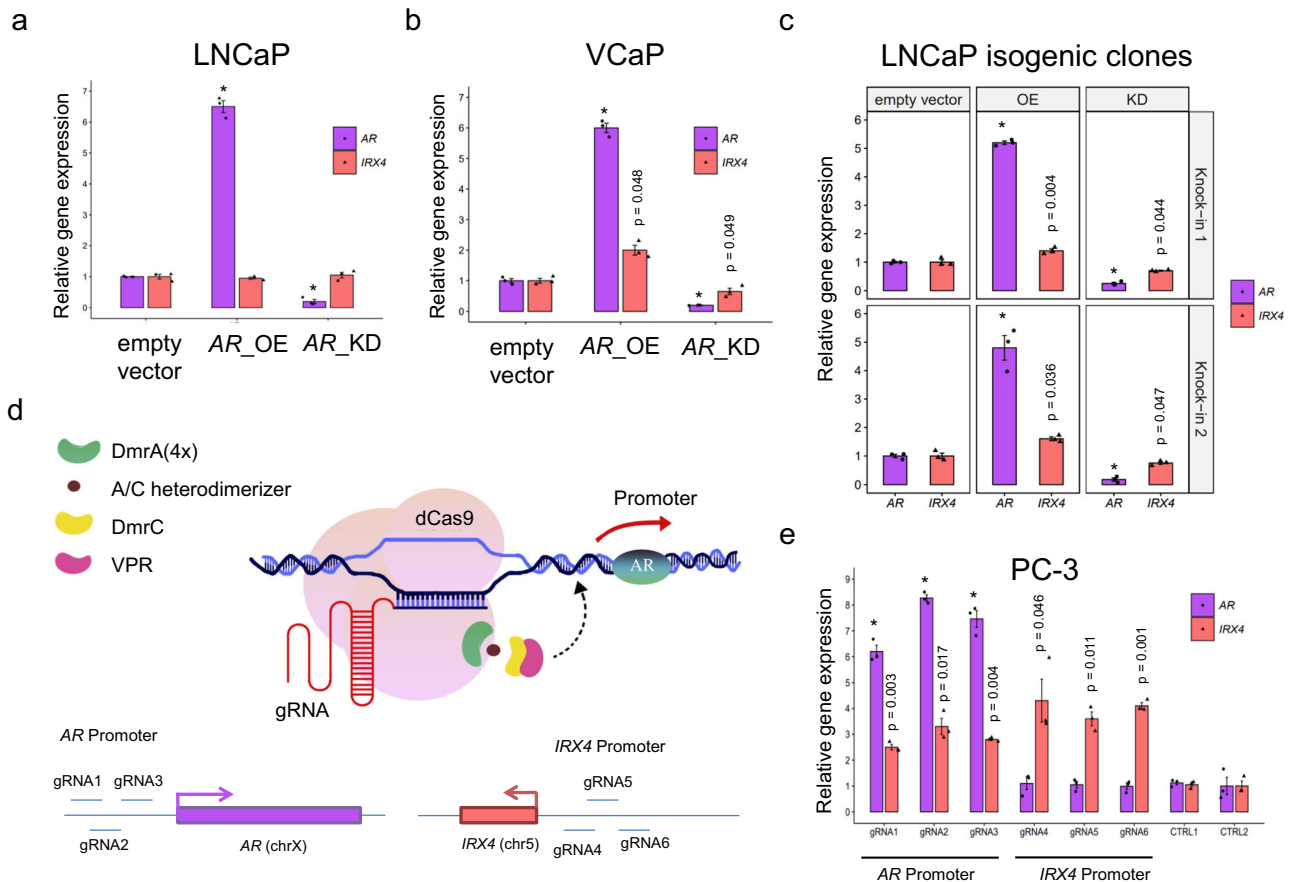 a
LNCaP
Relative gene expression
7
6
5
4
3
2
1
0
AR
IRX4
*
*
empty
vector
AR_OE
AR_KD
b
VCaP
Relative gene expression
7
6
5
4
3
2
1
0
AR
IRX4
*
p = 0.048
*
p = 0.049
empty
vector
AR_OE
AR_KD
c
LNCaP isogenic clones
empty vector
OE
KD
Relative gene expression
6
5
4
3
2
1
0
*
p = 0.004
*
p = 0.044
Knock-in 1
AR
IRX4
6
5
4
3
2
1
0
*
p = 0.036
*
p = 0.047
Knock-in 2
AR IRX4 AR IRX4 AR IRX4
d
DmrA(4x)
A/C heterodimerizer
DmrC
VPR
dCas9
Promoter
AR
gRNA
AR Promoter
gRNA1 gRNA3
gRNA2
AR (chrX)
IRX4 Promoter
gRNA5
IRX4 (chr5)
gRNA4 gRNA6
e
PC-3
Relative gene expression
9
8
7
6
5
4
3
2
1
0
AR
IRX4
*
p = 0.003
*
p = 0.017
*
p = 0.004
p = 0.046
p = 0.011
p = 0.001
gRNA1 gRNA2 gRNA3 gRNA4 gRNA5 gRNA6 CTRL1 CTRL2
AR Promoter
IRX4 Promoter